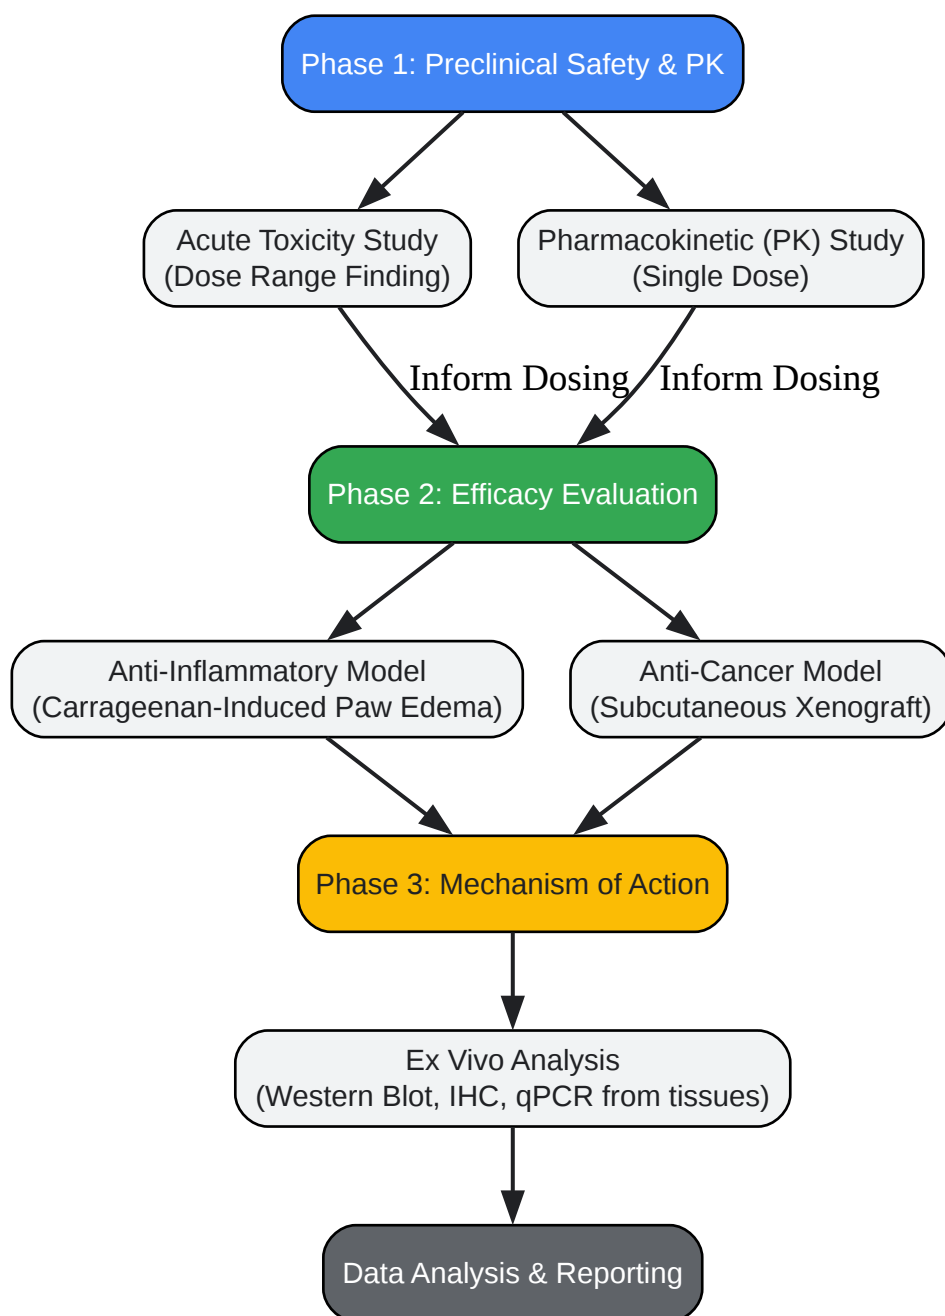 Phase 1: Preclinical Safety & PK
Acute Toxicity Study
(Dose Range Finding)
Pharmacokinetic (PK) Study
(Single Dose)
Inform Dosing
Inform Dosing
Phase 2: Efficacy Evaluation
Anti-Inflammatory Model
(Carrageenan-Induced Paw Edema)
Anti-Cancer Model
(Subcutaneous Xenograft)
Phase 3: Mechanism of Action
Ex Vivo Analysis
(Western Blot, IHC, qPCR from tissues)
Data Analysis & Reporting